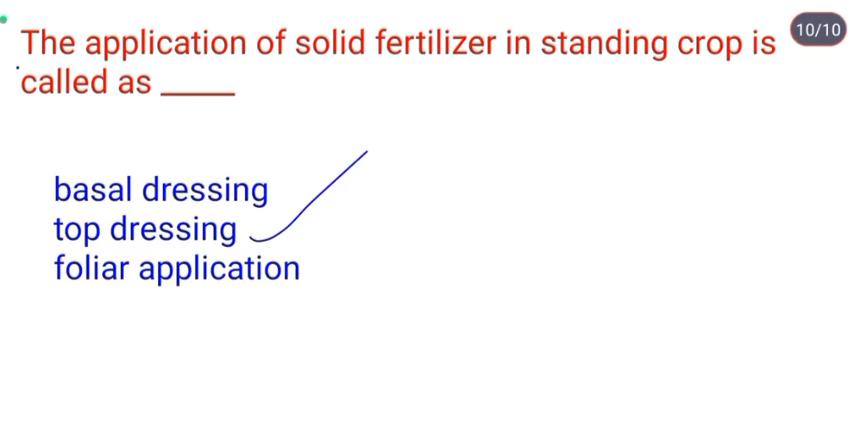 10/10
The application of solid fertilizer in standing crop is
called as _____
basal dressing
top dressing
foliar application